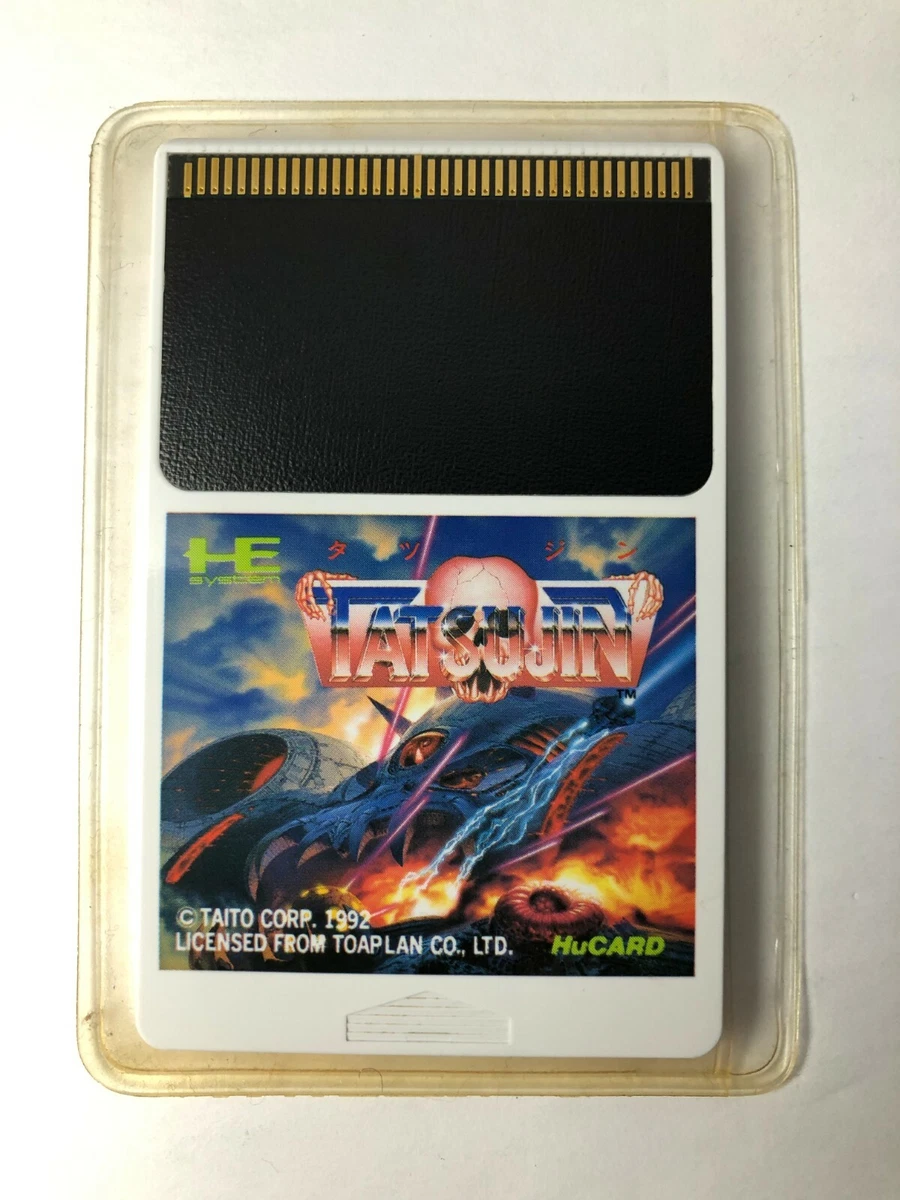 HE
system
タツジン
TATSUJIN
TM
© TAITO CORP. 1992
LICENSED FROM TOAPLAN CO., LTD.
HuCARD